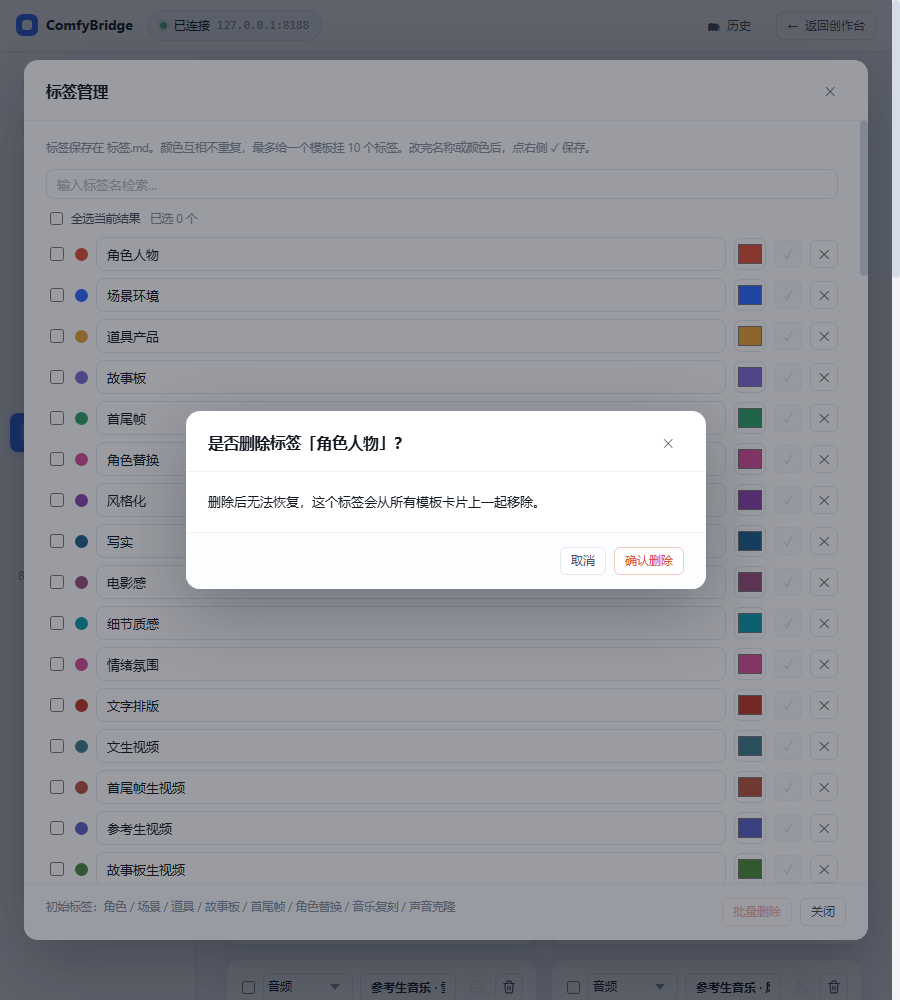 ComfyBridge 已连接 127.0.0.1:8188 历史 ← 返回创作台
标签管理
标签保存在 标签.md。颜色互相不重复，最多给一个模板挂 10 个标签。改完名称或颜色后，点右侧 ✓ 保存。
输入标签名检索...
全选当前结果 已选 0 个
角色人物
场景环境
道具产品
故事板
首尾帧
是否删除标签「角色人物」?
角色替换
风格化
删除后无法恢复，这个标签会从所有模板卡片上一起移除。
写实
取消 确认删除
8
电影感
细节质感
情绪氛围
文字排版
文生视频
首尾帧生视频
参考生视频
故事板生视频
初始标签：角色 / 场景 / 道具 / 故事板 / 首尾帧 / 角色替换 / 音乐复刻 / 声音克隆
批量删除 关闭
音频 参考生音乐 · 音频 参考生音乐 ·